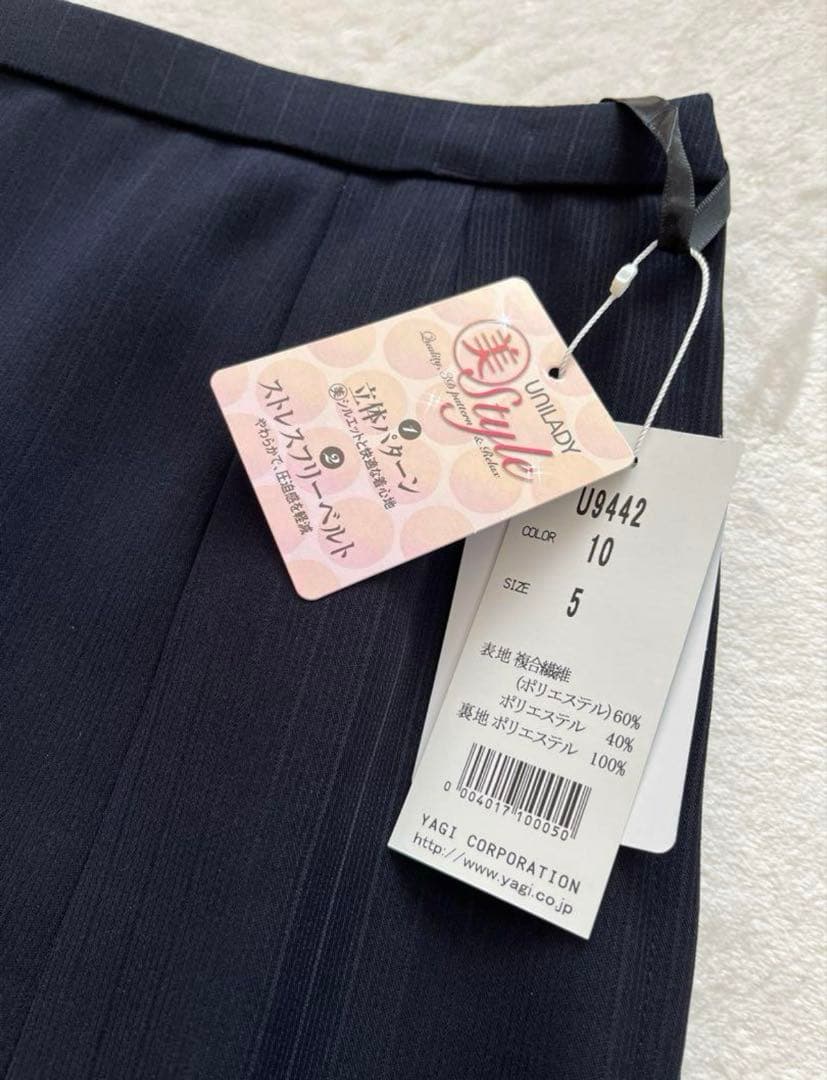 UNILADY
美Style
Quality, 3D pattern & Relax
1
立体パターン
美シルエットと快適な着心地
2
ストレスフリーベルト
やわらかで、圧迫感を軽減
U9442
COLOR 10
SIZE 5
表地 複合繊維
(ポリエステル)60%
ポリエステル 40%
裏地 ポリエステル 100%
0 004017 100050
YAGI CORPORATION
http://www.yagi.co.jp